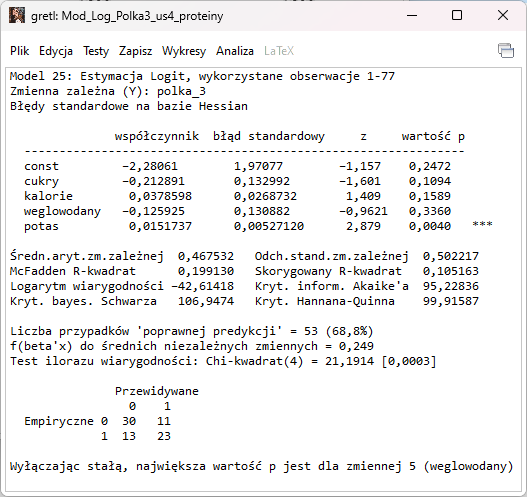 gretl: Mod_Log_Polka3_us4_proteiny
Plik Edycja Testy Zapisz Wykresy Analiza LaTeX
Model 25: Estymacja Logit, wykorzystane obserwacje 1-77
Zmienna zależna (Y): polka_3
Błędy standardowe na bazie Hessian
współczynnik błąd standardowy z wartość p
-------------------------------------------------------------
const −2,28061 1,97077 −1,157 0,2472
cukry −0,212891 0,132992 −1,601 0,1094
kalorie 0,0378598 0,0268732 1,409 0,1589
weglowodany −0,125925 0,130882 −0,9621 0,3360
potas 0,0151737 0,00527120 2,879 0,0040 ***
Średn.aryt.zm.zależnej 0,467532 Odch.stand.zm.zależnej 0,502217
McFadden R-kwadrat 0,199130 Skorygowany R-kwadrat 0,105163
Logarytm wiarygodności −42,61418 Kryt. inform. Akaike'a 95,22836
Kryt. bayes. Schwarza 106,9474 Kryt. Hannana-Quinna 99,91587
Liczba przypadków 'poprawnej predykcji' = 53 (68,8%)
f(beta'x) do średnich niezależnych zmiennych = 0,249
Test ilorazu wiarygodności: Chi-kwadrat(4) = 21,1914 [0,0003]
Przewidywane
0 1
Empiryczne 0 30 11
1 13 23
Wyłączając stałą, największa wartość p jest dla zmiennej 5 (weglowodany)